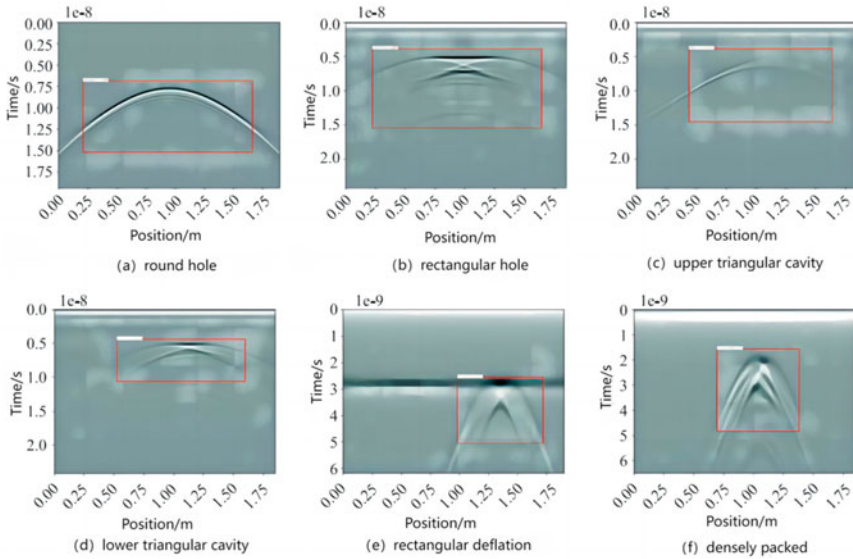 1e-8
0.00
0.25
0.50
0.75
1.00
1.25
1.50
1.75
Time/s
0.00 0.25 0.50 0.75 1.00 1.25 1.50 1.75
Position/m
(a) round hole
1e-8
0.0
0.5
1.0
1.5
2.0
Time/s
0.00 0.25 0.50 0.75 1.00 1.25 1.50 1.75
Position/m
(b) rectangular hole
1e-8
0.0
0.5
1.0
1.5
2.0
Time/s
0.00 0.25 0.50 0.75 1.00 1.25 1.50 1.75
Position/m
(c) upper triangular cavity
1e-8
0.0
0.5
1.0
1.5
2.0
Time/s
0.00 0.25 0.50 0.75 1.00 1.25 1.50 1.75
Position/m
(d) lower triangular cavity
1e-9
0
1
2
3
4
5
6
Time/s
0.00 0.25 0.50 0.75 1.00 1.25 1.50 1.75
Position/m
(e) rectangular deflation
1e-9
0
1
2
3
4
5
6
Time/s
0.00 0.25 0.50 0.75 1.00 1.25 1.50 1.75
Position/m
(f) densely packed